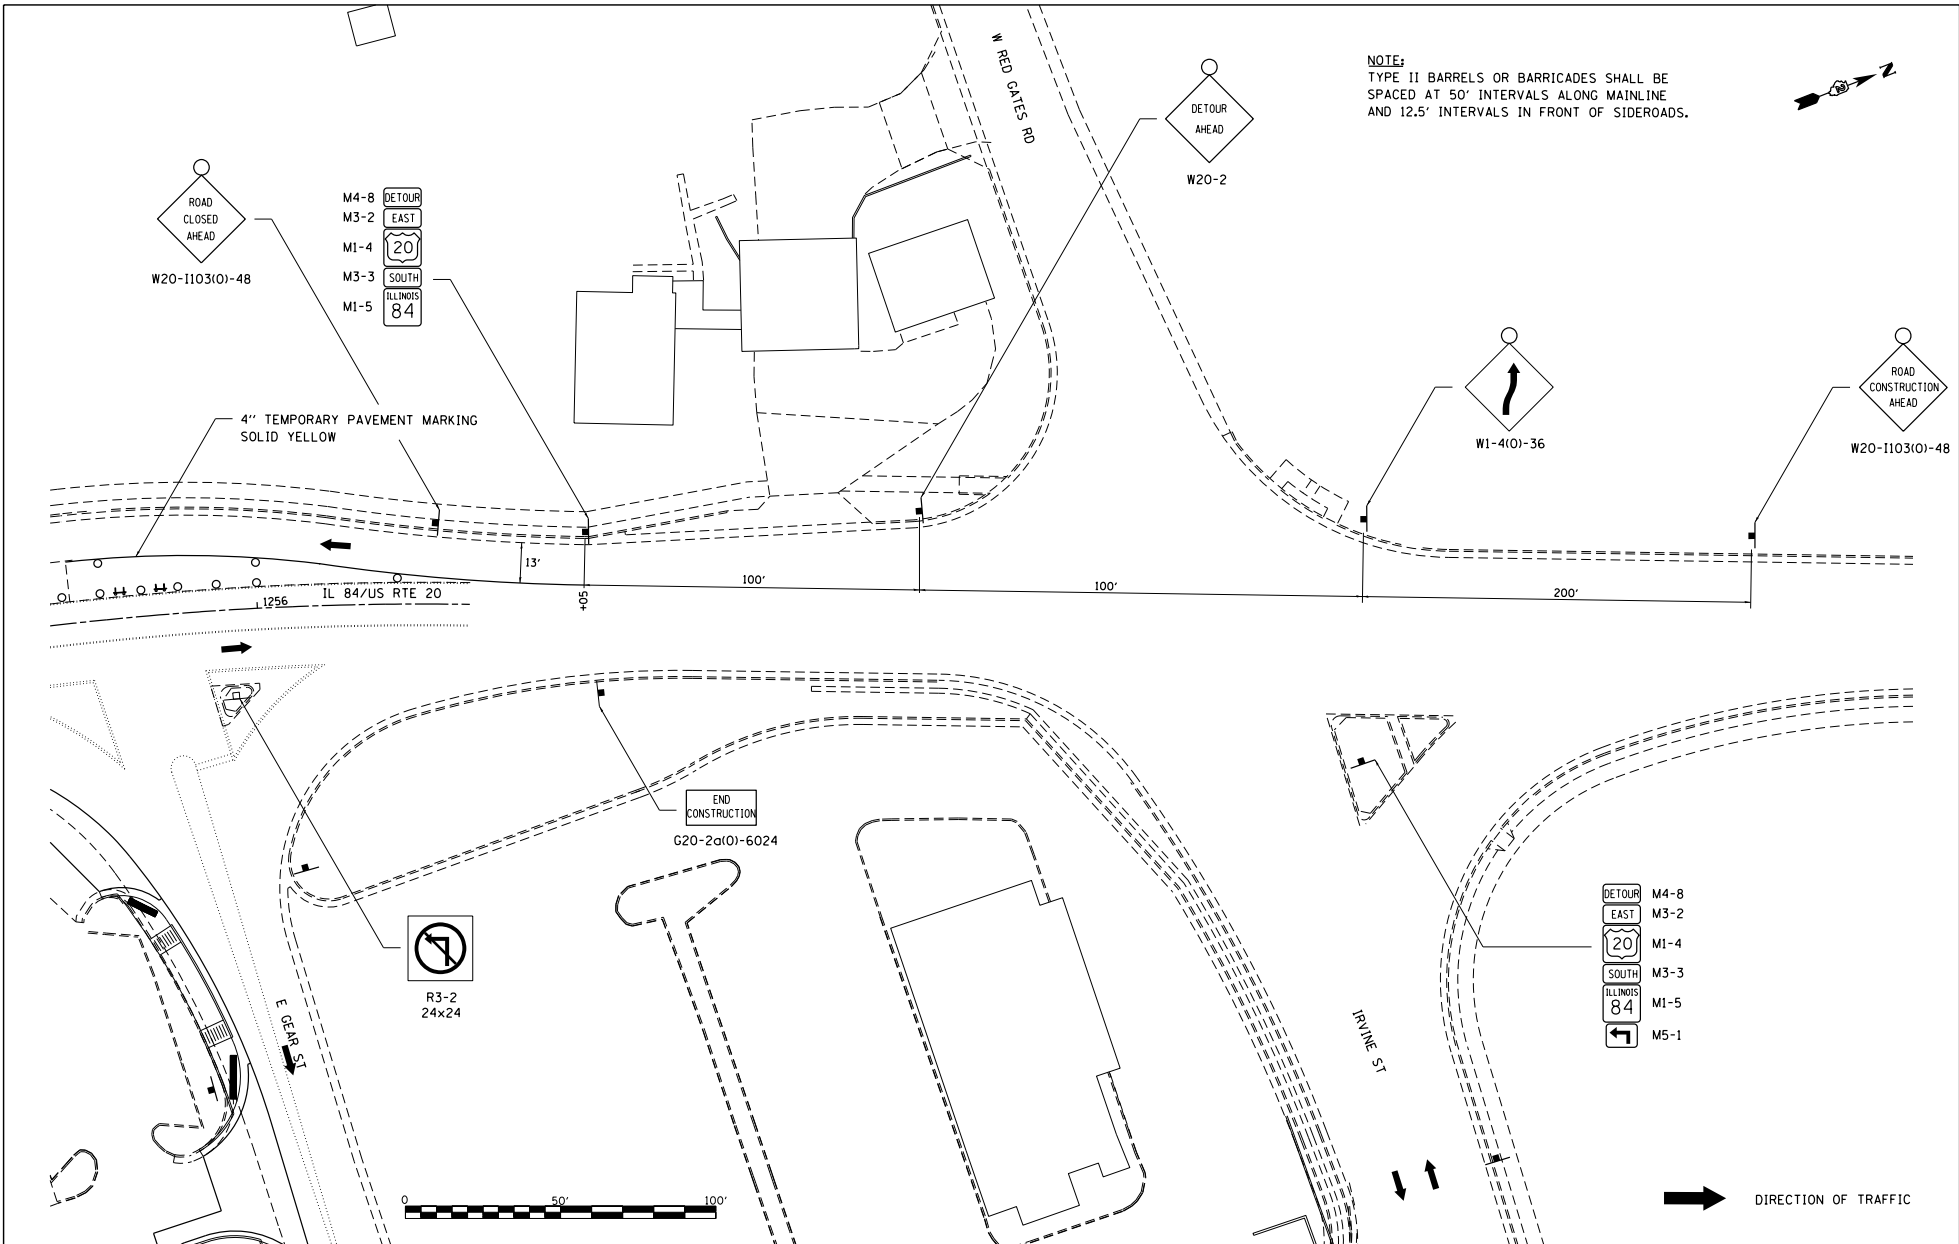 W RED GATES RD
NOTE:
TYPE II BARRELS OR BARRICADES SHALL BE
SPACED AT 50' INTERVALS ALONG MAINLINE
AND 12.5' INTERVALS IN FRONT OF SIDEROADS.
N
DETOUR
AHEAD
W20-2
ROAD
CLOSED
AHEAD
W20-I103(O)-48
M4-8 DETOUR
M3-2 EAST
M1-4 20
M3-3 SOUTH
M1-5 ILLINOIS
84
W1-4(O)-36
ROAD
CONSTRUCTION
AHEAD
W20-I103(O)-48
4'' TEMPORARY PAVEMENT MARKING
SOLID YELLOW
13'
100'
100'
200'
+05
IL 84/US RTE 20
1256
END
CONSTRUCTION
G20-2a(O)-6024
R3-2
24x24
E GEAR ST
IRVINE ST
DETOUR M4-8
EAST M3-2
20 M1-4
SOUTH M3-3
ILLINOIS
84 M1-5
M5-1
0 50' 100'
DIRECTION OF TRAFFIC